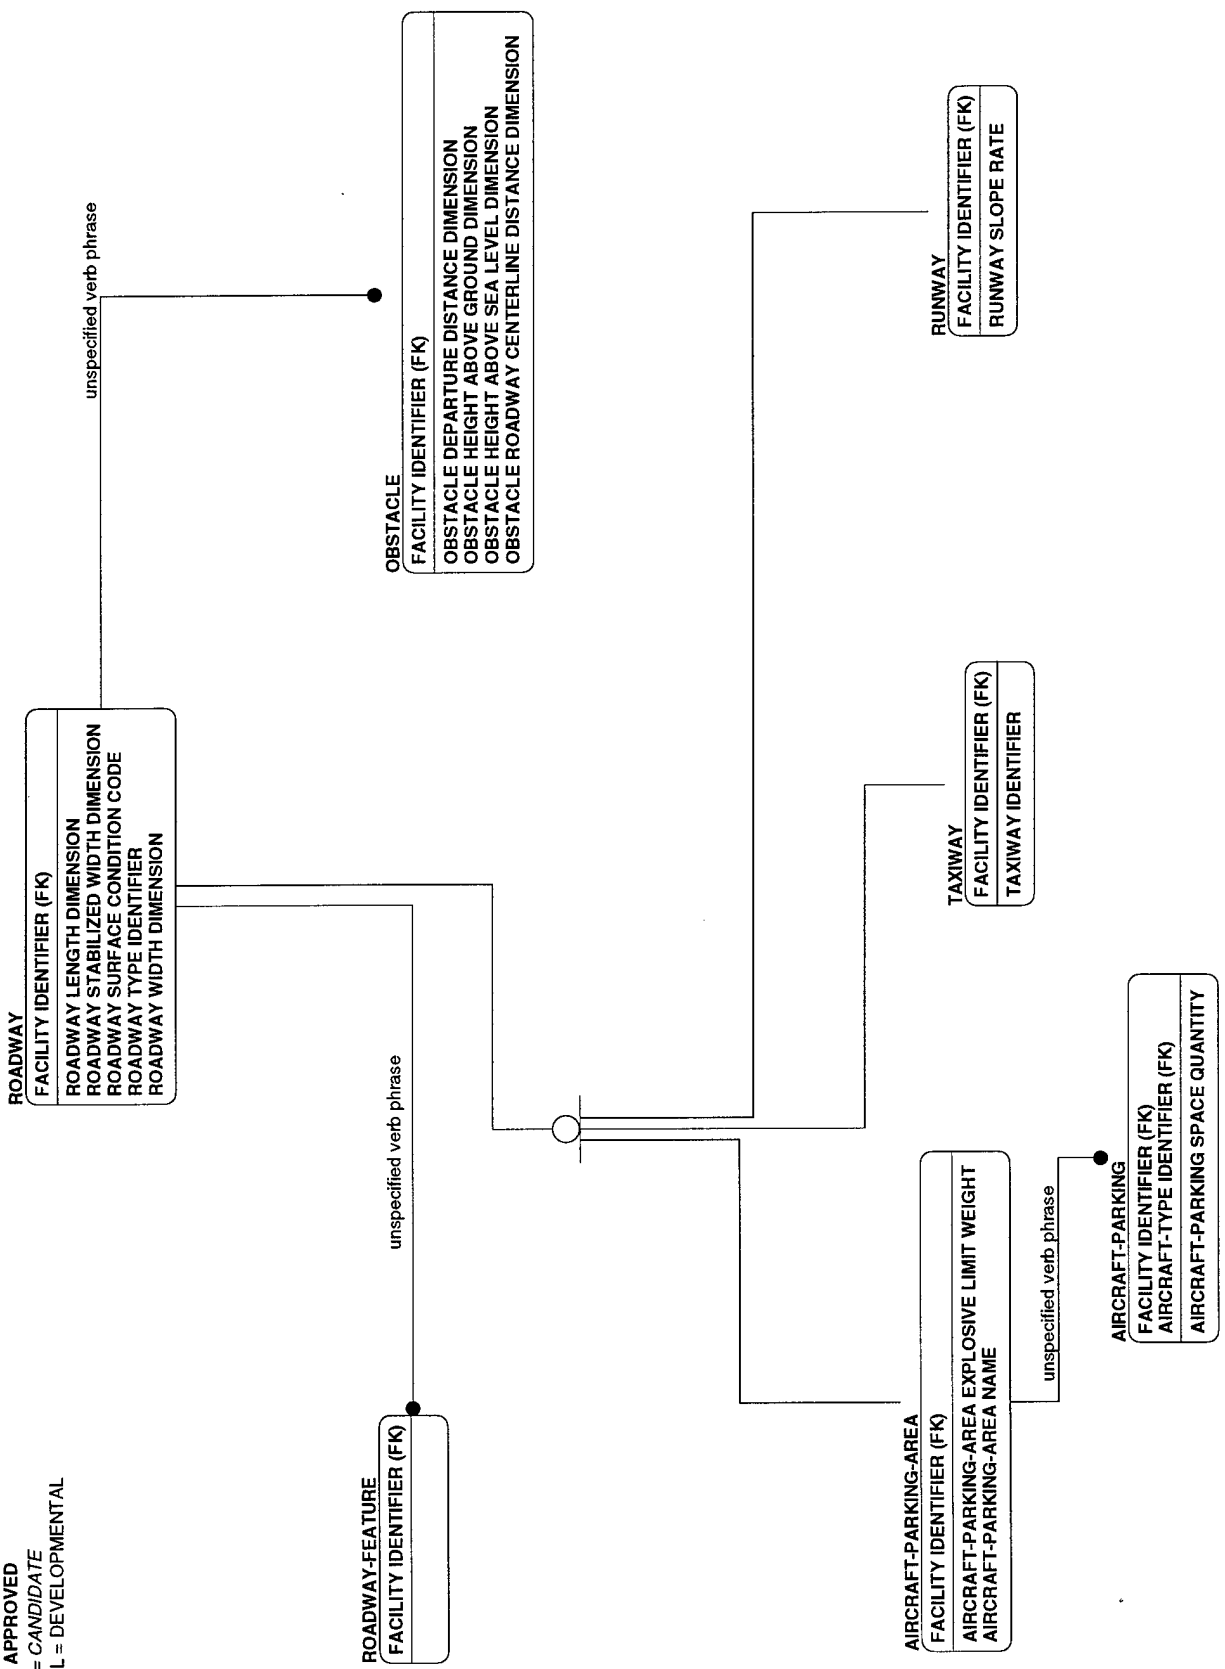 APPROVED
= CANDIDATE
L = DEVELOPMENTAL
ROADWAY
FACILITY IDENTIFIER (FK)
ROADWAY LENGTH DIMENSION
ROADWAY STABILIZED WIDTH DIMENSION
ROADWAY SURFACE CONDITION CODE
ROADWAY TYPE IDENTIFIER
ROADWAY WIDTH DIMENSION
unspecified verb phrase
ROADWAY-FEATURE
FACILITY IDENTIFIER (FK)
unspecified verb phrase
OBSTACLE
FACILITY IDENTIFIER (FK)
OBSTACLE DEPARTURE DISTANCE DIMENSION
OBSTACLE HEIGHT ABOVE GROUND DIMENSION
OBSTACLE HEIGHT ABOVE SEA LEVEL DIMENSION
OBSTACLE ROADWAY CENTERLINE DISTANCE DIMENSION
AIRCRAFT-PARKING-AREA
FACILITY IDENTIFIER (FK)
AIRCRAFT-PARKING-AREA EXPLOSIVE LIMIT WEIGHT
AIRCRAFT-PARKING-AREA NAME
TAXIWAY
FACILITY IDENTIFIER (FK)
TAXIWAY IDENTIFIER
RUNWAY
FACILITY IDENTIFIER (FK)
RUNWAY SLOPE RATE
unspecified verb phrase
AIRCRAFT-PARKING
FACILITY IDENTIFIER (FK)
AIRCRAFT-TYPE IDENTIFIER (FK)
AIRCRAFT-PARKING SPACE QUANTITY